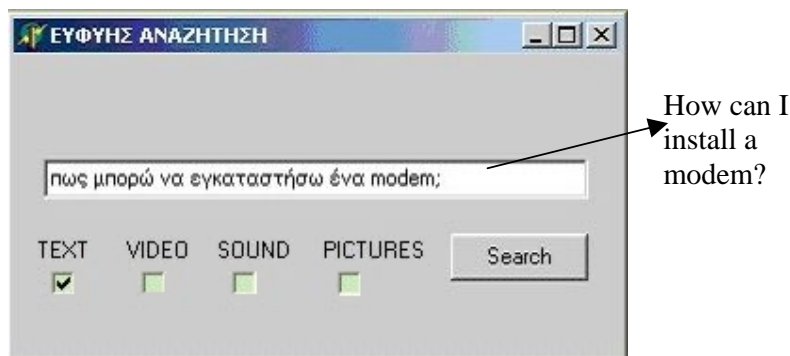 ΕΥΦΥΗΣ ΑΝΑΖΗΤΗΣΗ
πως μπορώ να εγκαταστήσω ένα modem;
How can I
install a
modem?
TEXT VIDEO SOUND PICTURES Search